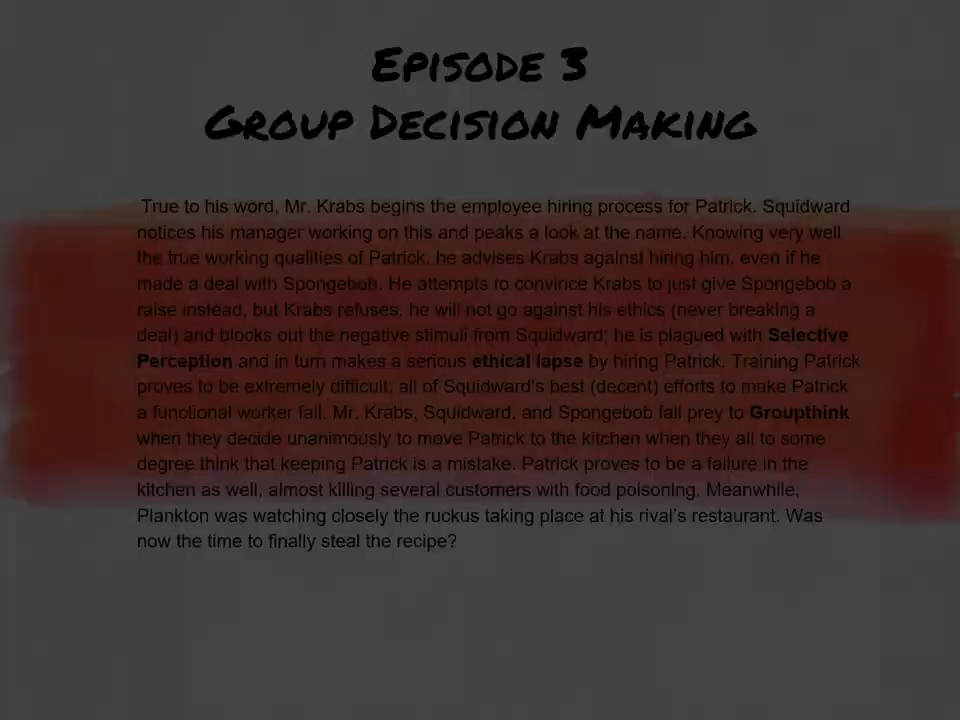 Episode 3
Group Decision Making
True to his word, Mr. Krabs begins the employee hiring process for Patrick. Squidward
notices his manager working on this and peaks a look at the name. Knowing very well
the true working qualities of Patrick, he advises Krabs against hiring him, even if he
made a deal with Spongebob. He attempts to convince Krabs to just give Spongebob a
raise instead, but Krabs refuses, he will not go against his ethics (never breaking a
deal) and blocks out the negative stimuli from Squidward; he is plagued with Selective
Perception and in turn makes a serious ethical lapse by hiring Patrick. Training Patrick
proves to be extremely difficult; all of Squidward's best (decent) efforts to make Patrick
a functional worker fail. Mr. Krabs, Squidward, and Spongebob fall prey to Groupthink
when they decide unanimously to move Patrick to the kitchen when they all to some
degree think that keeping Patrick is a mistake. Patrick proves to be a failure in the
kitchen as well, almost killing several customers with food poisoning. Meanwhile,
Plankton was watching closely the ruckus taking place at his rival's restaurant. Was
now the time to finally steal the recipe?